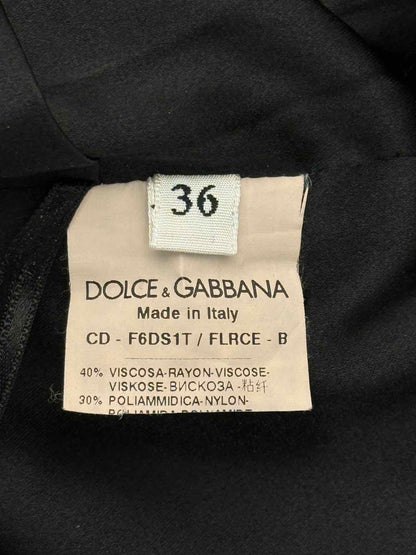 36
DOLCE & GABBANA
Made in Italy
CD - F6DS1T / FLRCE - B
40% VISCOSA-RAYON-VISCOSE-
VISKOSE-ВИСКОЗА-粘纤
30% POLIAMMIDICA-NYLON-